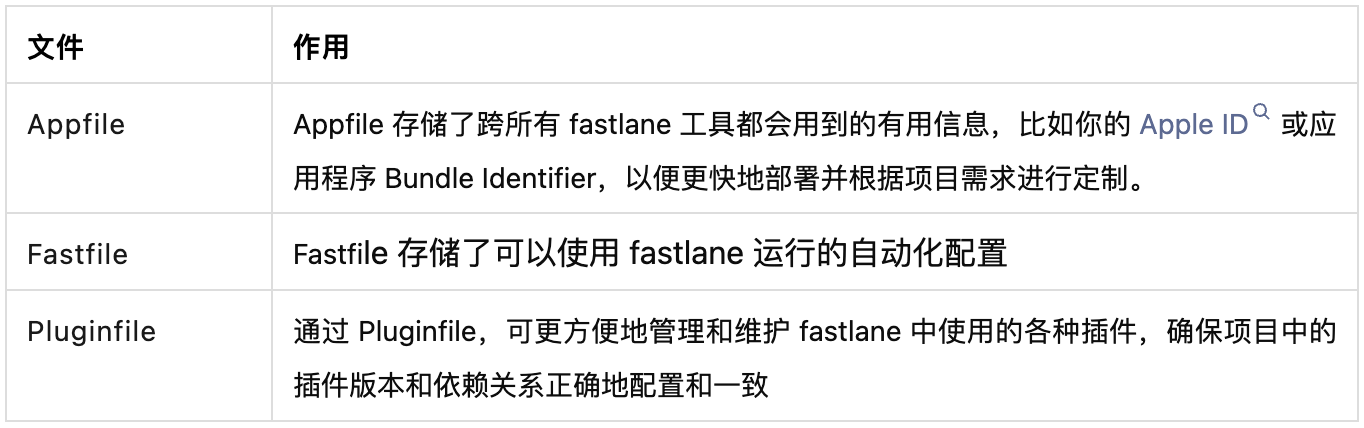 文件 作用
Appfile Appfile 存储了跨所有 fastlane 工具都会用到的有用信息，比如你的 Apple ID 或应
用程序 Bundle Identifier，以便更快地部署并根据项目需求进行定制。
Fastfile Fastfile 存储了可以使用 fastlane 运行的自动化配置
Pluginfile 通过 Pluginfile，可更方便地管理和维护 fastlane 中使用的各种插件，确保项目中的
插件版本和依赖关系正确地配置和一致